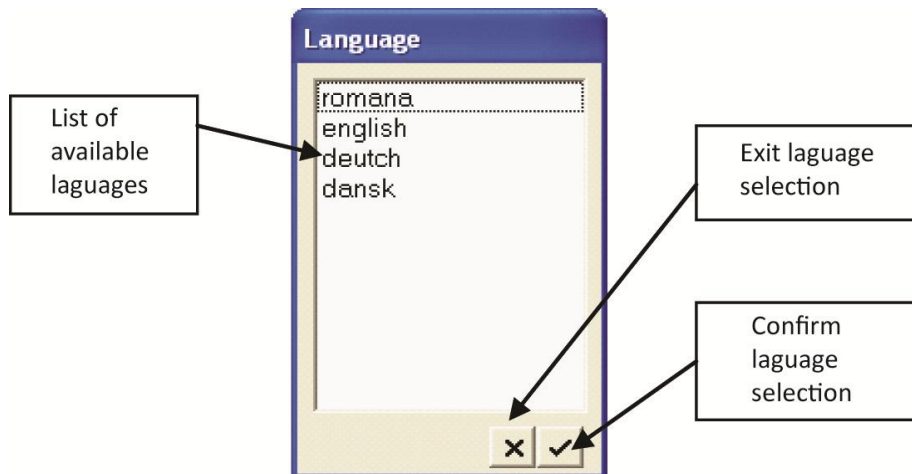 Language
romana
english
deutch
dansk
List of
available
laguages
Exit laguage
selection
Confirm
laguage
selection